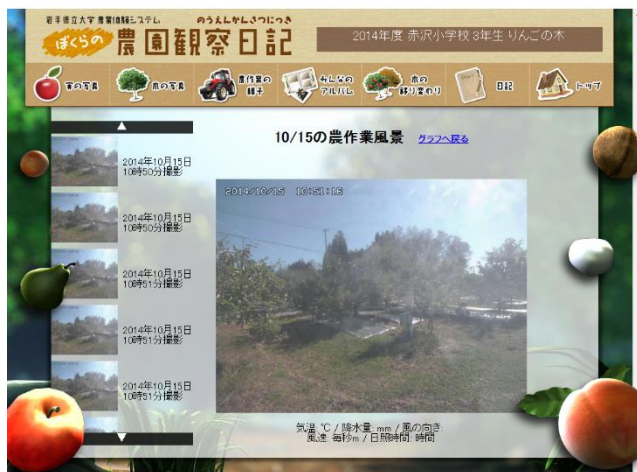 岩手県立大学 農業体験システム
のうえんかんさつにっき
ぼくらの農園観察日記
2014年度 赤沢小学校 3年生 りんごの木
実の写真
木の写真
農作業の様子
みんなのアルバム
木の移り変わり
日記
トップ
10/15の農作業風景 グラフへ戻る
2014年10月15日
10時50分撮影
2014年10月15日
10時50分撮影
2014年10月15日
10時51分撮影
2014年10月15日
10時51分撮影
2014年10月15日
10時51分撮影
2014/10/15 10:51:16
気温: ℃ / 降水量: mm / 風の向き:
風速: 毎秒m / 日照時間: 時間